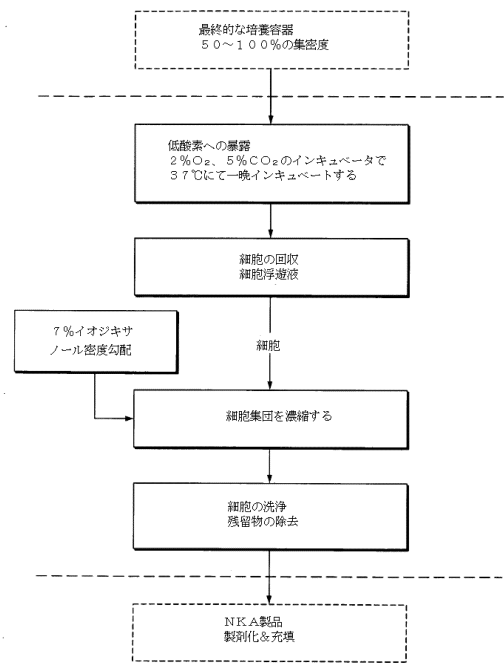 最終的な培養容器
５０～１００％の集密度
低酸素への暴露
２％Ｏ₂、５％ＣＯ₂のインキュベータで
３７℃にて一晩インキュベートする
細胞の回収
細胞浮遊液
７％イオジキサ
ノール密度勾配
細胞
細胞集団を濃縮する
細胞の洗浄
残留物の除去
ＮＫＡ製品
製剤化＆充填